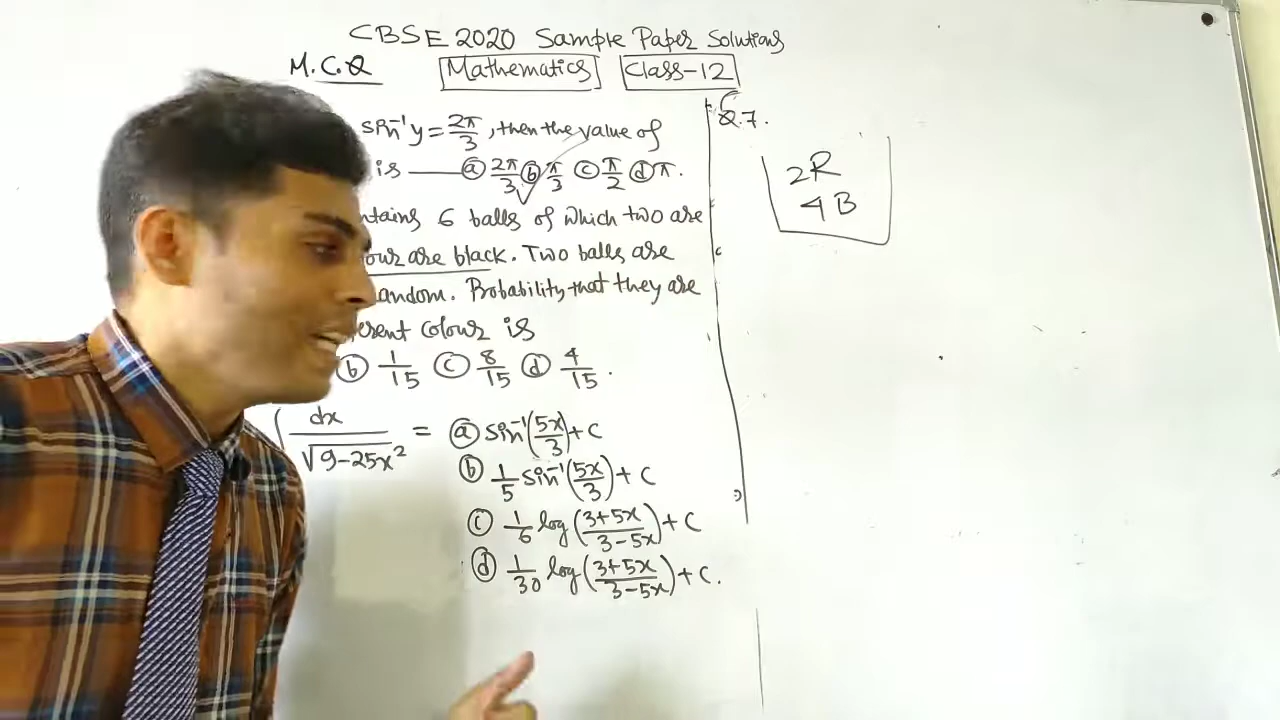 CBSE 2020 Sample Paper Solutions
M.C.Q Mathematics Class-12
sin⁻¹y = 2π/3, then the value of
is ——— ⓐ 2π/3 ⓑ π/3 ⓒ π/2 ⓓ π.
ntains 6 balls of which two are
our are black. Two balls are
andom. Probability that they are
erent colour is
ⓑ 1/15 ⓒ 8/15 ⓓ 4/15.
∫ dx/√9-25x² = ⓐ sin⁻¹(5x/3)+C
ⓑ 1/5 sin⁻¹(5x/3)+C
ⓒ 1/6 log(3+5x/3-5x)+C
ⓓ 1/30 log(3+5x/3-5x)+C.
Q.7.
2R
4B